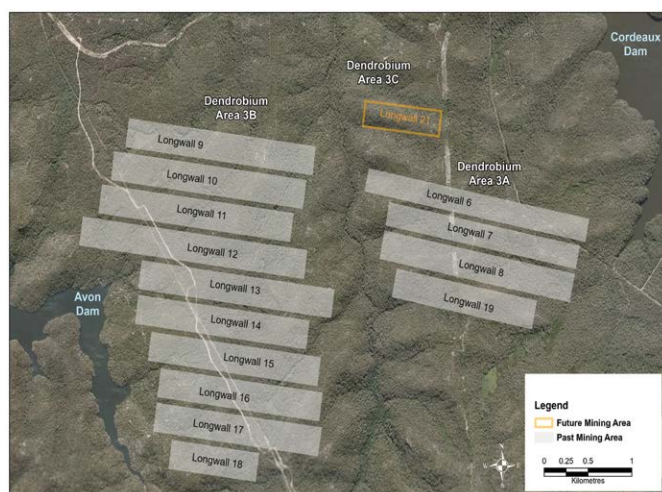 Cordeaux
Dam
Dendrobium
Area 3C
Dendrobium
Area 3B
Longwall 21
Longwall 9
Dendrobium
Area 3A
Longwall 10
Longwall 6
Longwall 11
Longwall 7
Longwall 12
Longwall 8
Longwall 13
Longwall 19
Avon
Dam
Longwall 14
Longwall 15
Longwall 16
Longwall 17
Longwall 18
Legend
Future Mining Area
Past Mining Area
0 0.25 0.5 1
Kilometres